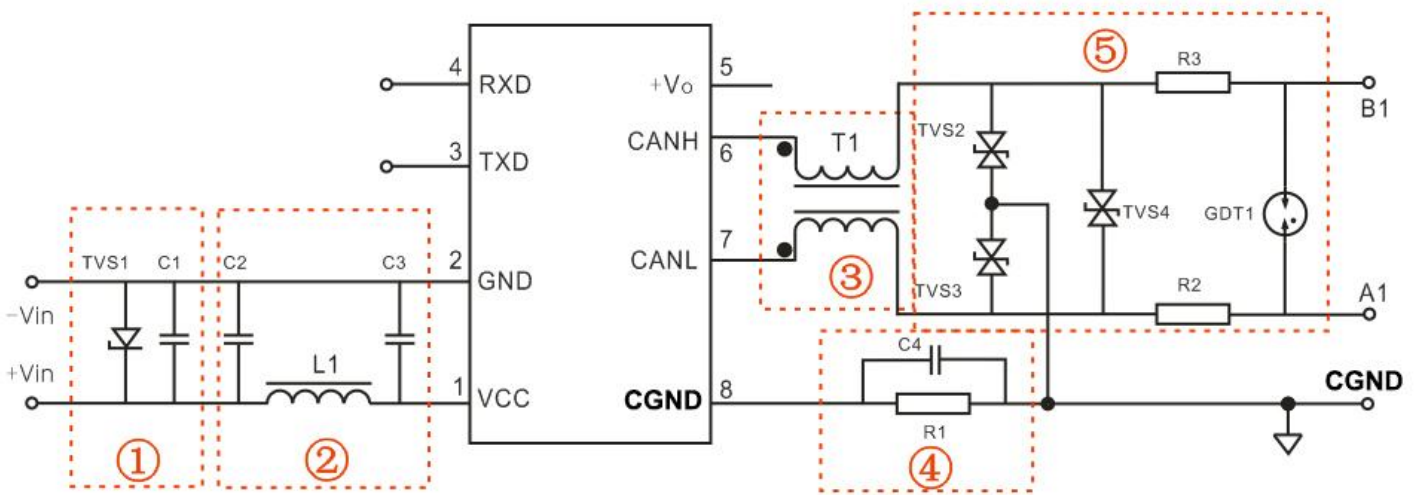 ⑤
4
RXD
5
+Vo
R3
B1
TVS2
CANH
6
T1
3
TXD
TVS4
GDT1
7
CANL
③
TVS1
C1
C2
C3
2
GND
TVS3
R2
A1
−Vin
+Vin
L1
1
VCC
C4
CGND
8
CGND
R1
①
②
④